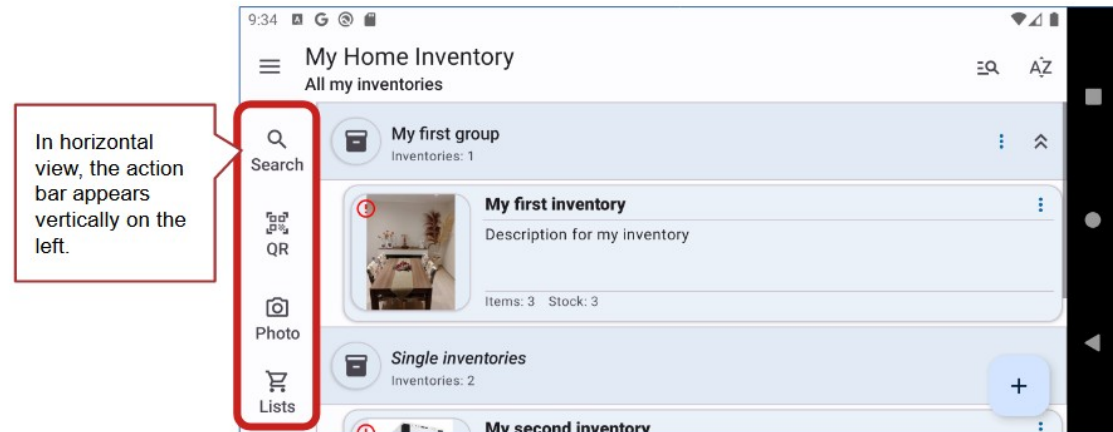 9:34
My Home Inventory
All my inventories
In horizontal
view, the action
bar appears
vertically on the
left.
Search
QR
Photo
Lists
My first group
Inventories: 1
My first inventory
Description for my inventory
Items: 3 Stock: 3
Single inventories
Inventories: 2
+
My second inventory